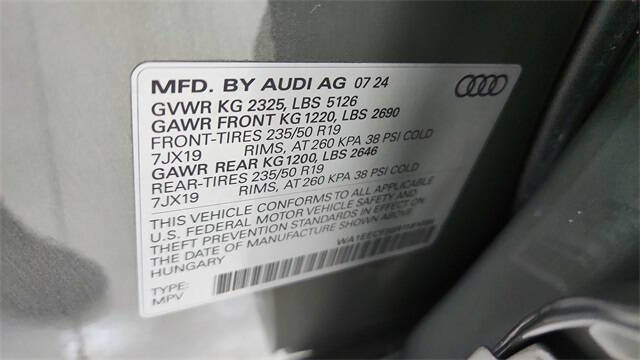 MFD. BY AUDI AG 07 24
GVWR KG 2325, LBS 5126
GAWR FRONT KG 1220, LBS 2690
FRONT-TIRES 235/50 R19
7JX19 RIMS, AT 260 KPA 38 PSI COLD
GAWR REAR KG 1200, LBS 2646
REAR-TIRES 235/50 R19
7JX19 RIMS, AT 260 KPA 38 PSI COLD
THIS VEHICLE CONFORMS TO ALL APPLICABLE
U.S. FEDERAL MOTOR VEHICLE SAFETY AND
THEFT PREVENTION STANDARDS IN EFFECT ON
THE DATE OF MANUFACTURE SHOWN ABOVE
HUNGARY
TYPE:
MPV